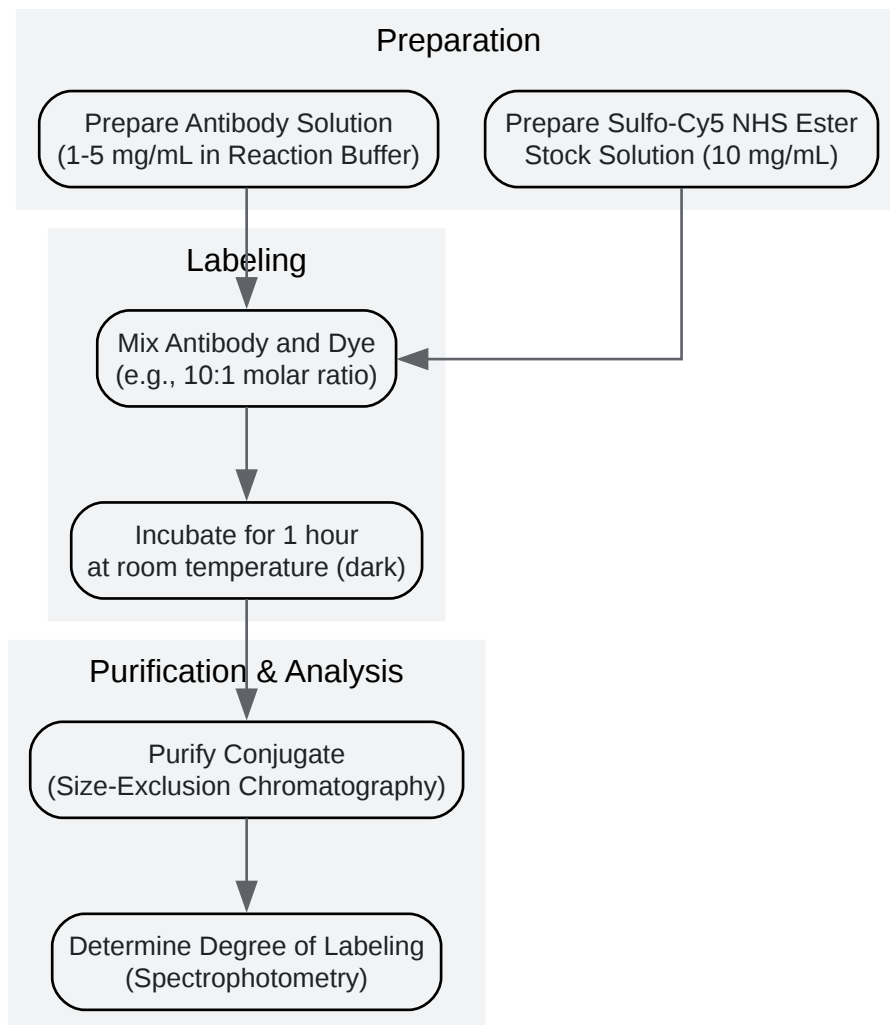 Preparation
Prepare Antibody Solution
(1-5 mg/mL in Reaction Buffer)
Prepare Sulfo-Cy5 NHS Ester
Stock Solution (10 mg/mL)
Labeling
Mix Antibody and Dye
(e.g., 10:1 molar ratio)
Incubate for 1 hour
at room temperature (dark)
Purification & Analysis
Purify Conjugate
(Size-Exclusion Chromatography)
Determine Degree of Labeling
(Spectrophotometry)